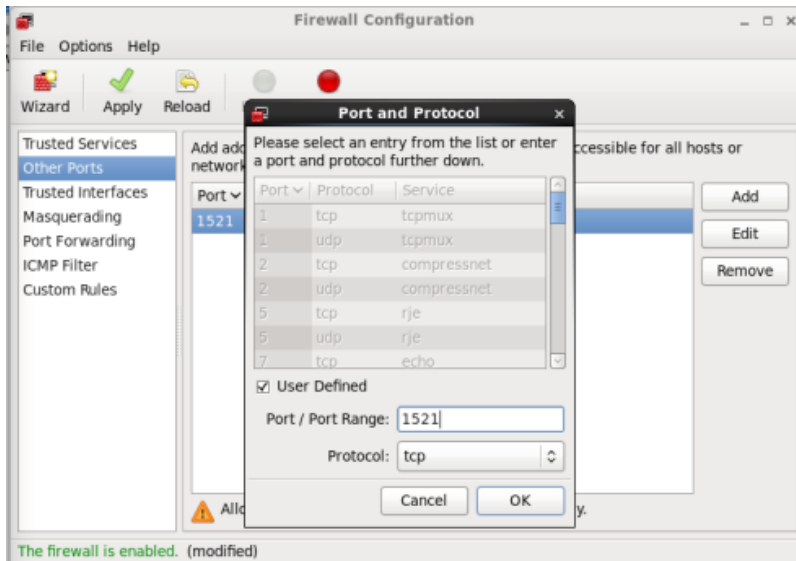 Firewall Configuration
File Options Help
Wizard Apply Reload
Port and Protocol
Please select an entry from the list or enter
a port and protocol further down.
Trusted Services
Other Ports
Trusted Interfaces
Masquerading
Port Forwarding
ICMP Filter
Custom Rules
Add
ccessible for all hosts or
network
Port
1521
Port Protocol Service
1 tcp tcpmux
1 udp tcpmux
2 tcp compressnet
2 udp compressnet
5 tcp rje
5 udp rje
7 tcp echo
User Defined
Port / Port Range: 1521
Protocol: tcp
Cancel OK
Add
Edit
Remove
The firewall is enabled. (modified)